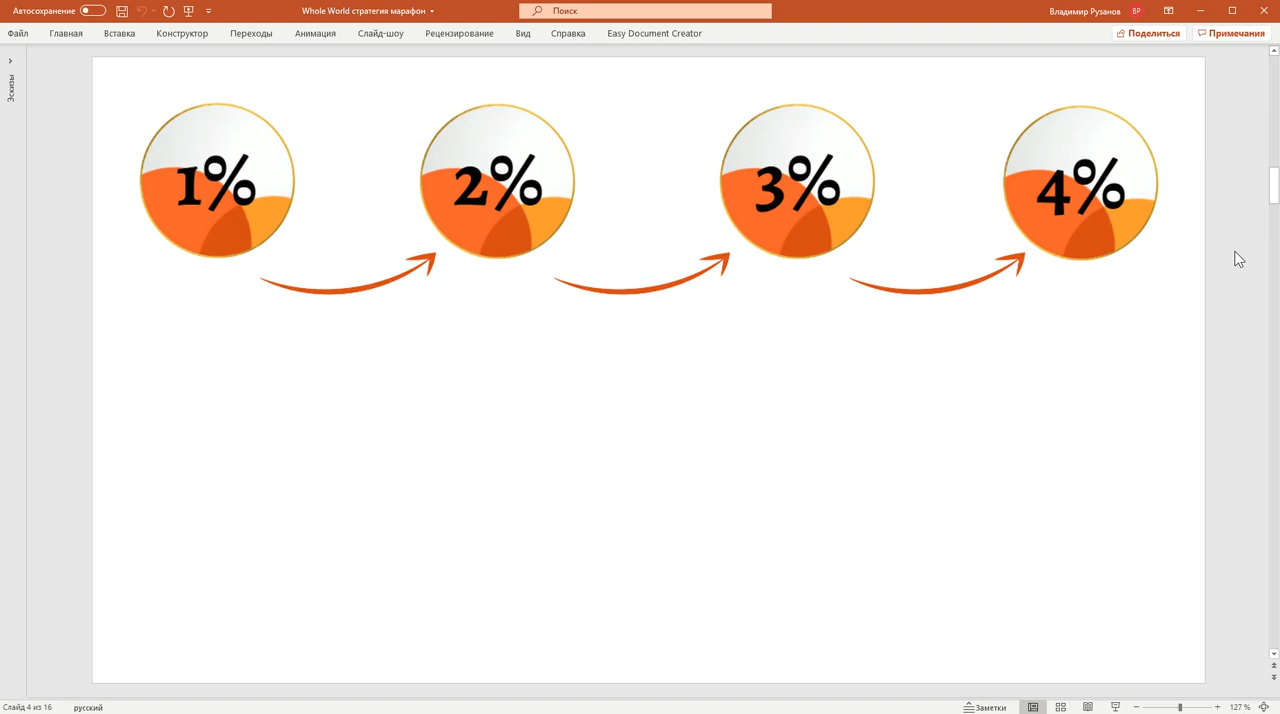 Автосохранение
Whole World стратегия марафон
Поиск
Владимир Рузанов
ВР
Файл
Главная
Вставка
Конструктор
Переходы
Анимация
Слайд-шоу
Рецензирование
Вид
Справка
Easy Document Creator
Поделиться
Примечания
Эскизы
1%
2%
3%
4%
Слайд 4 из 16
русский
Заметки
127 %